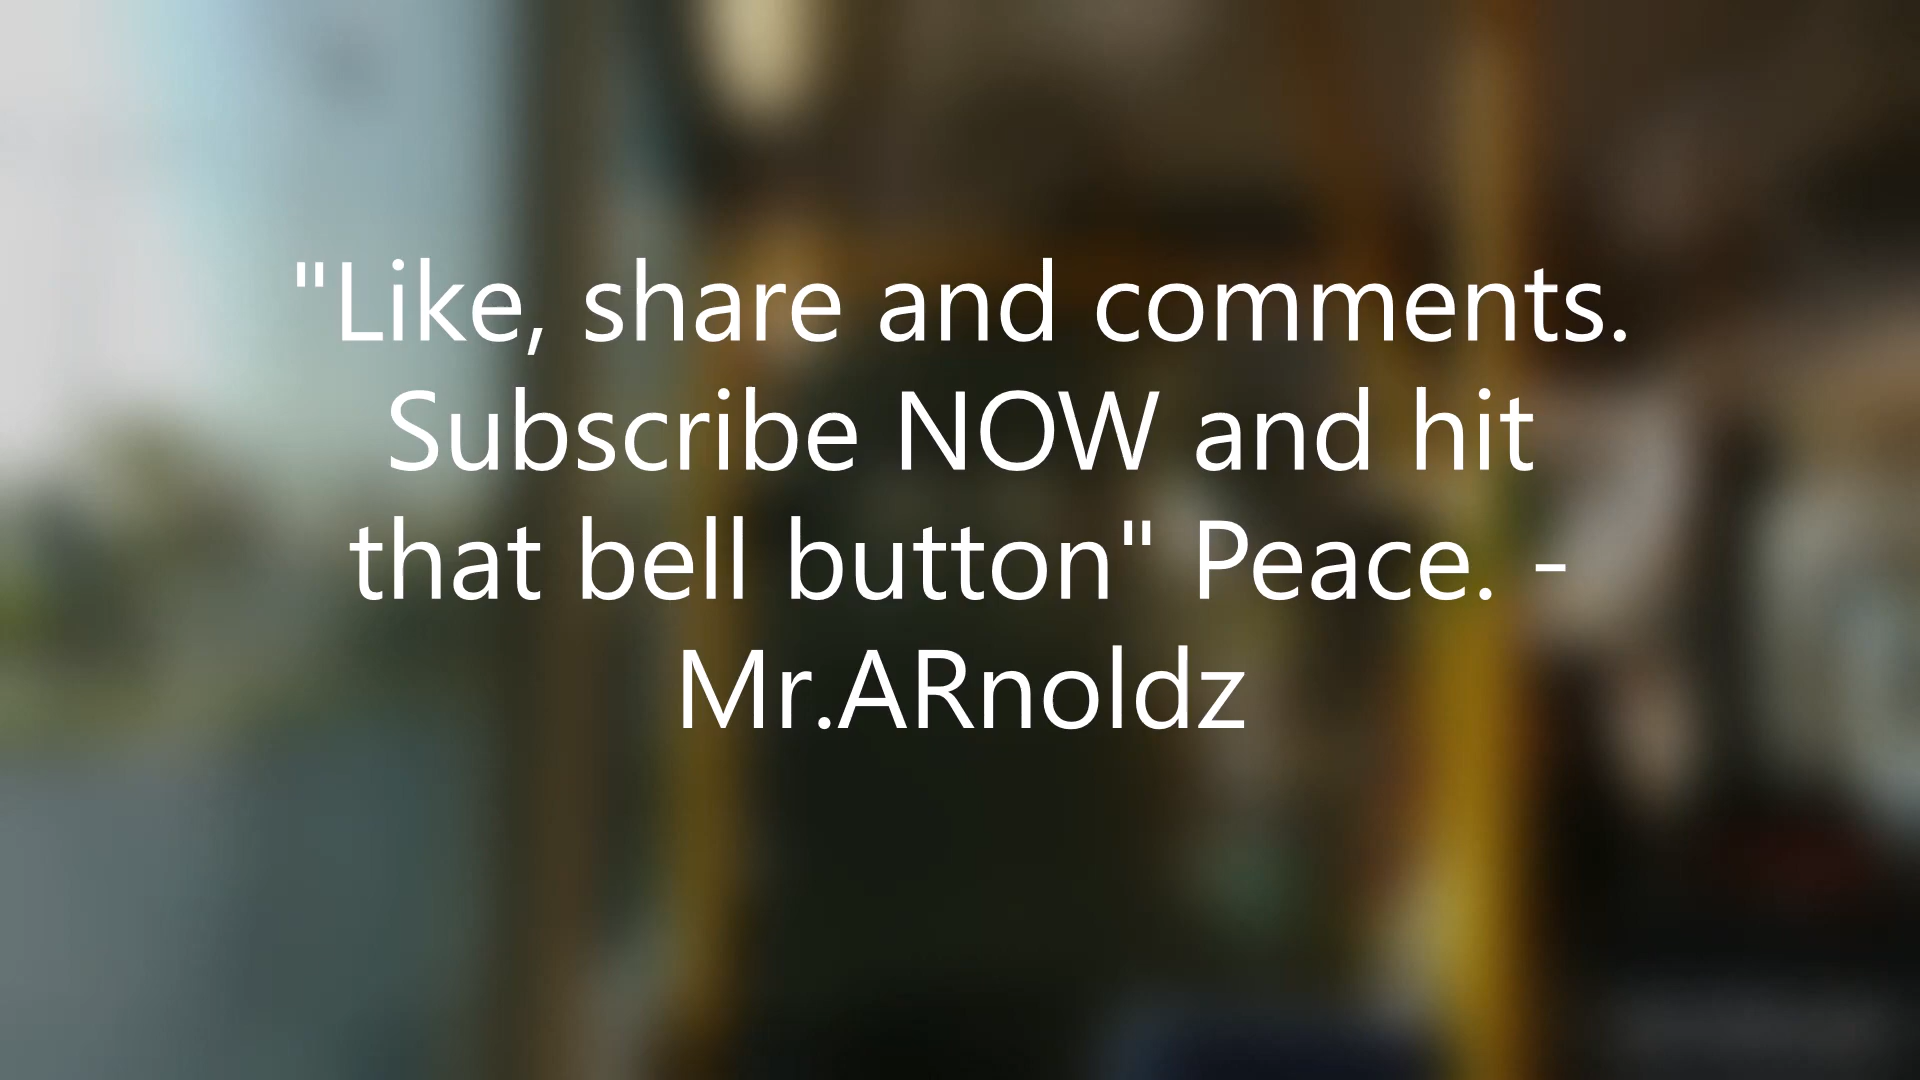 "Like, share and comments.
Subscribe NOW and hit
that bell button" Peace. -
Mr.ARnoldz